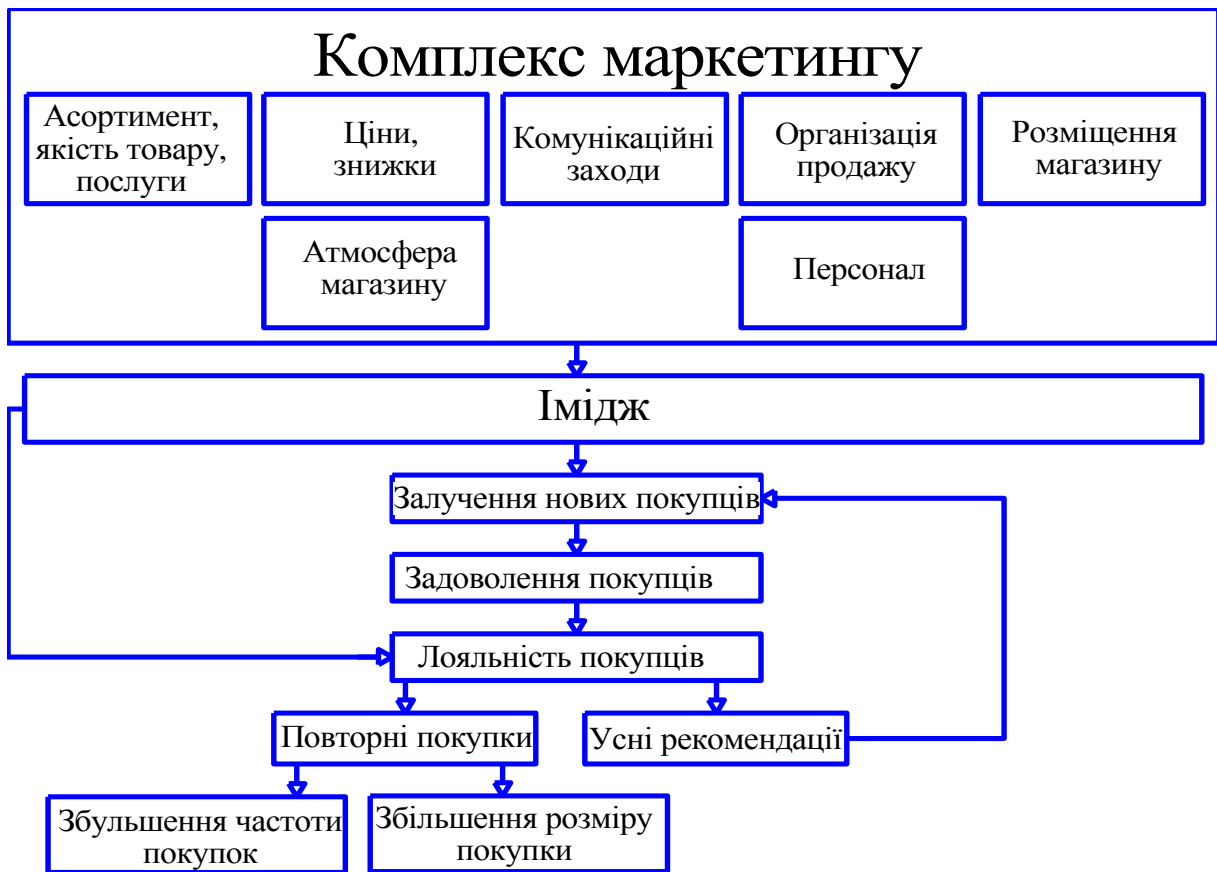 Комплекс маркетингу
Асортимент,
якість товару,
послуги
Ціни,
знижки
Комунікаційні
заходи
Організація
продажу
Розміщення
магазину
Атмосфера
магазину
Персонал
Імідж
Залучення нових покупців
Задоволення покупців
Лояльність покупців
Повторні покупки
Усні рекомендації
Збульшення частоти
покупок
Збільшення розміру
покупки